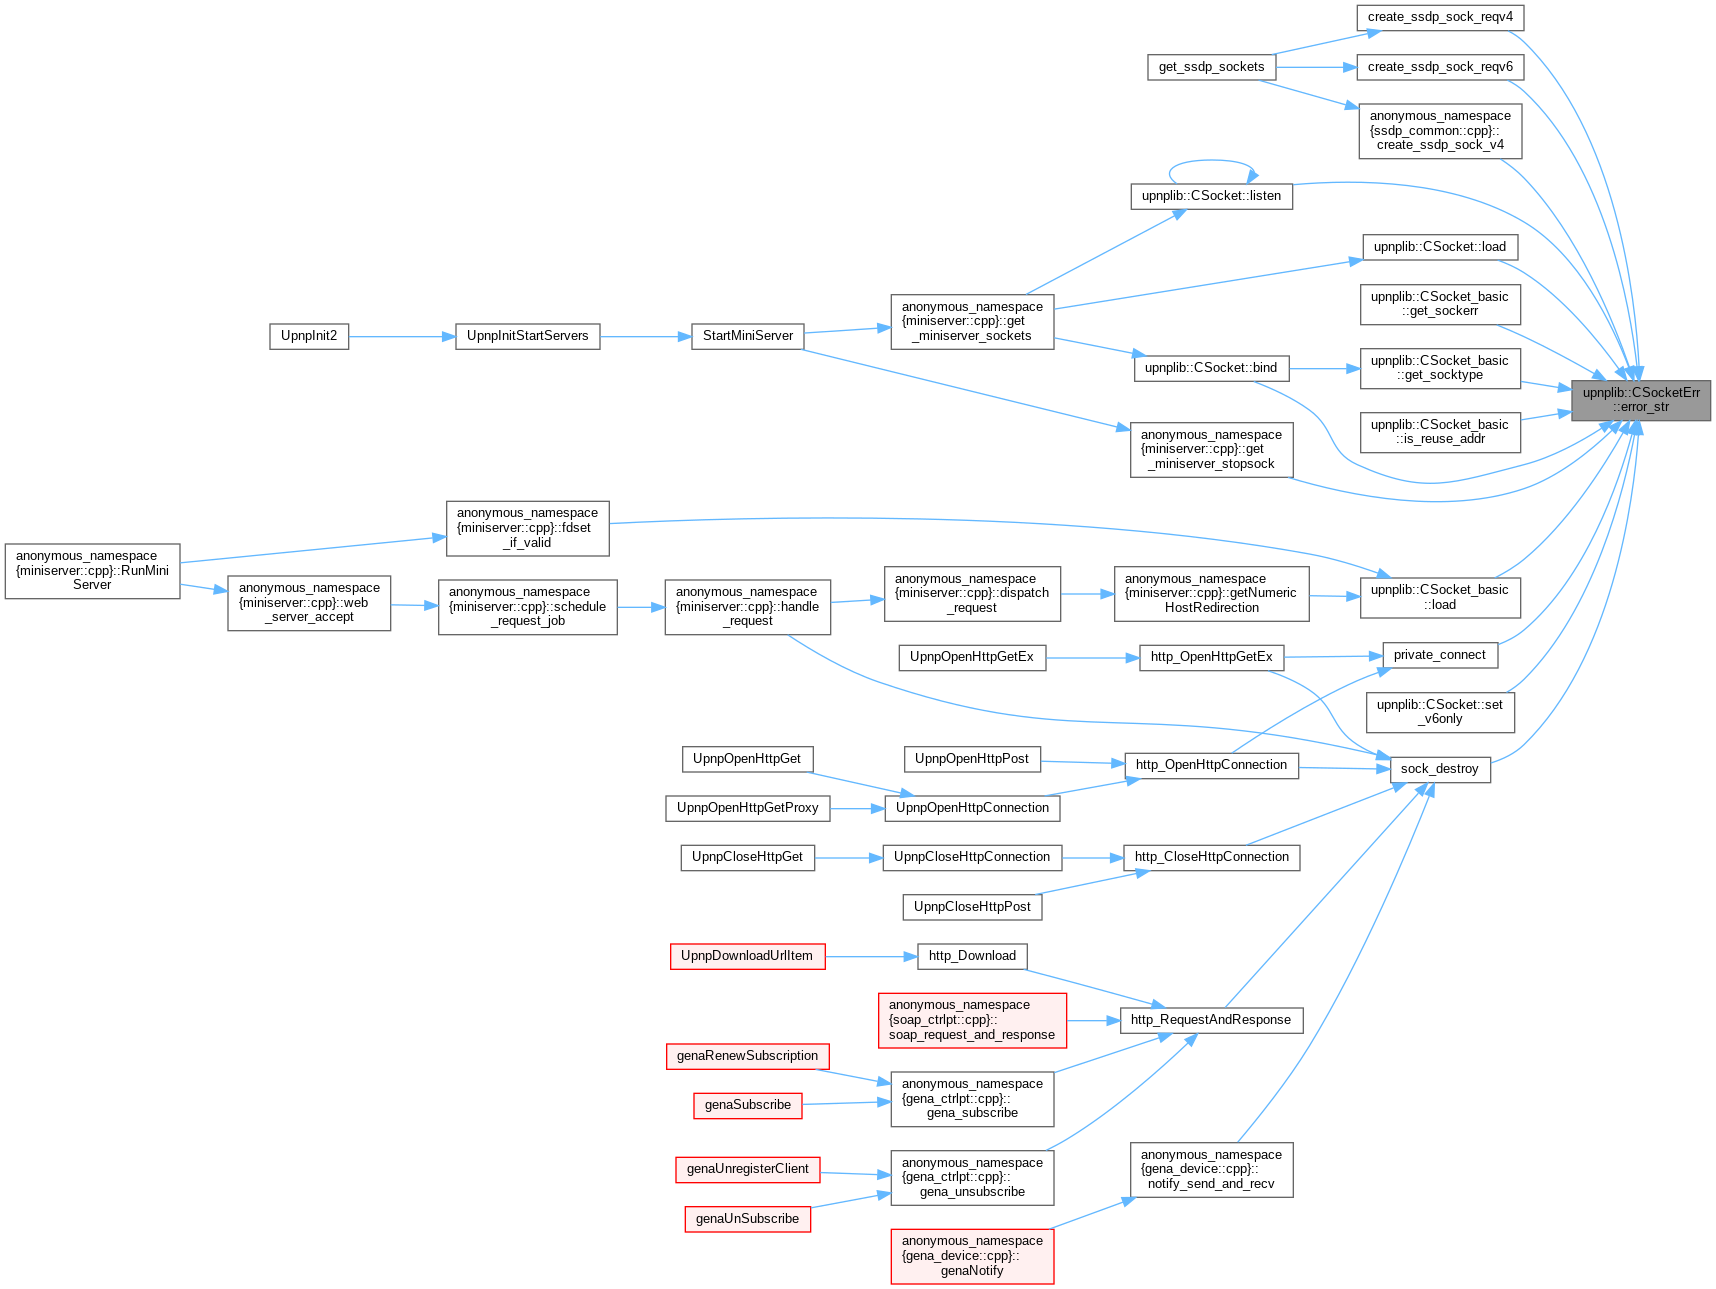 create_ssdp_sock_reqv4
get_ssdp_sockets
create_ssdp_sock_reqv6
anonymous_namespace
{ssdp_common::cpp}::
create_ssdp_sock_v4
upnplib::CSocket::listen
upnplib::CSocket::load
upnplib::CSocket_basic
::get_sockerr
anonymous_namespace
{miniserver::cpp}::get
_miniserver_sockets
UpnpInit2
UpnpInitStartServers
StartMiniServer
upnplib::CSocket::bind
upnplib::CSocket_basic
::get_socktype
upnplib::CSocketErr
::error_str
upnplib::CSocket_basic
::is_reuse_addr
anonymous_namespace
{miniserver::cpp}::get
_miniserver_stopsock
anonymous_namespace
{miniserver::cpp}::fdset
_if_valid
anonymous_namespace
{miniserver::cpp}::RunMini
Server
anonymous_namespace
{miniserver::cpp}::web
_server_accept
anonymous_namespace
{miniserver::cpp}::schedule
_request_job
anonymous_namespace
{miniserver::cpp}::handle
_request
anonymous_namespace
{miniserver::cpp}::dispatch
_request
anonymous_namespace
{miniserver::cpp}::getNumeric
HostRedirection
upnplib::CSocket_basic
::load
UpnpOpenHttpGetEx
http_OpenHttpGetEx
private_connect
upnplib::CSocket::set
_v6only
UpnpOpenHttpGet
UpnpOpenHttpPost
http_OpenHttpConnection
sock_destroy
UpnpOpenHttpGetProxy
UpnpOpenHttpConnection
UpnpCloseHttpGet
UpnpCloseHttpConnection
http_CloseHttpConnection
UpnpCloseHttpPost
UpnpDownloadUrlItem
http_Download
anonymous_namespace
{soap_ctrlpt::cpp}::
soap_request_and_response
http_RequestAndResponse
genaRenewSubscription
genaSubscribe
anonymous_namespace
{gena_ctrlpt::cpp}::
gena_subscribe
genaUnregisterClient
genaUnSubscribe
anonymous_namespace
{gena_ctrlpt::cpp}::
gena_unsubscribe
anonymous_namespace
{gena_device::cpp}::
notify_send_and_recv
anonymous_namespace
{gena_device::cpp}::
genaNotify